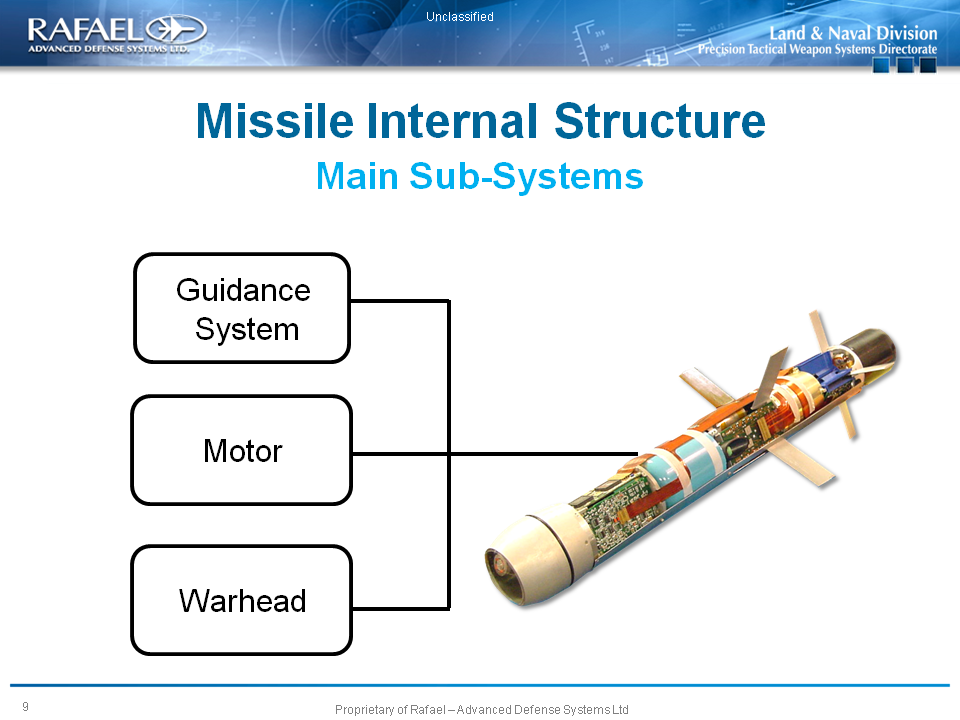 Unclassified
RAFAEL
ADVANCED DEFENSE SYSTEMS LTD.
Land & Naval Division
Precision Tactical Weapon Systems Directorate
Missile Internal Structure
Main Sub-Systems
Guidance
System
Motor
Warhead
9
Proprietary of Rafael – Advanced Defense Systems Ltd